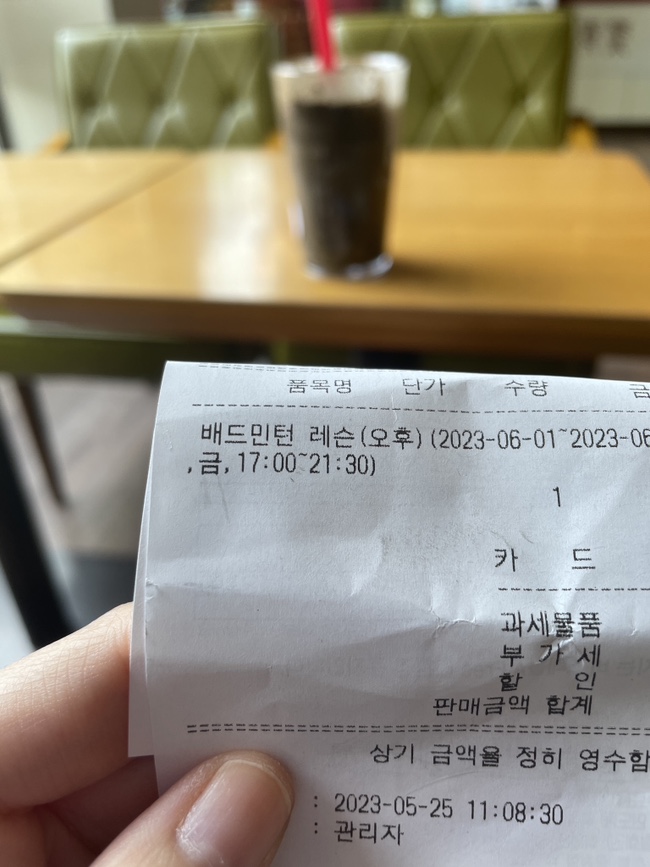 품목명 단가 수량 금
배드민턴 레슨(오후)(2023-06-01~2023-06
,금,17:00~21:30)
1
카 드
과세물품
부 가 세
할 인
판매금액 합계
상기 금액을 정히 영수함
: 2023-05-25 11:08:30
: 관리자